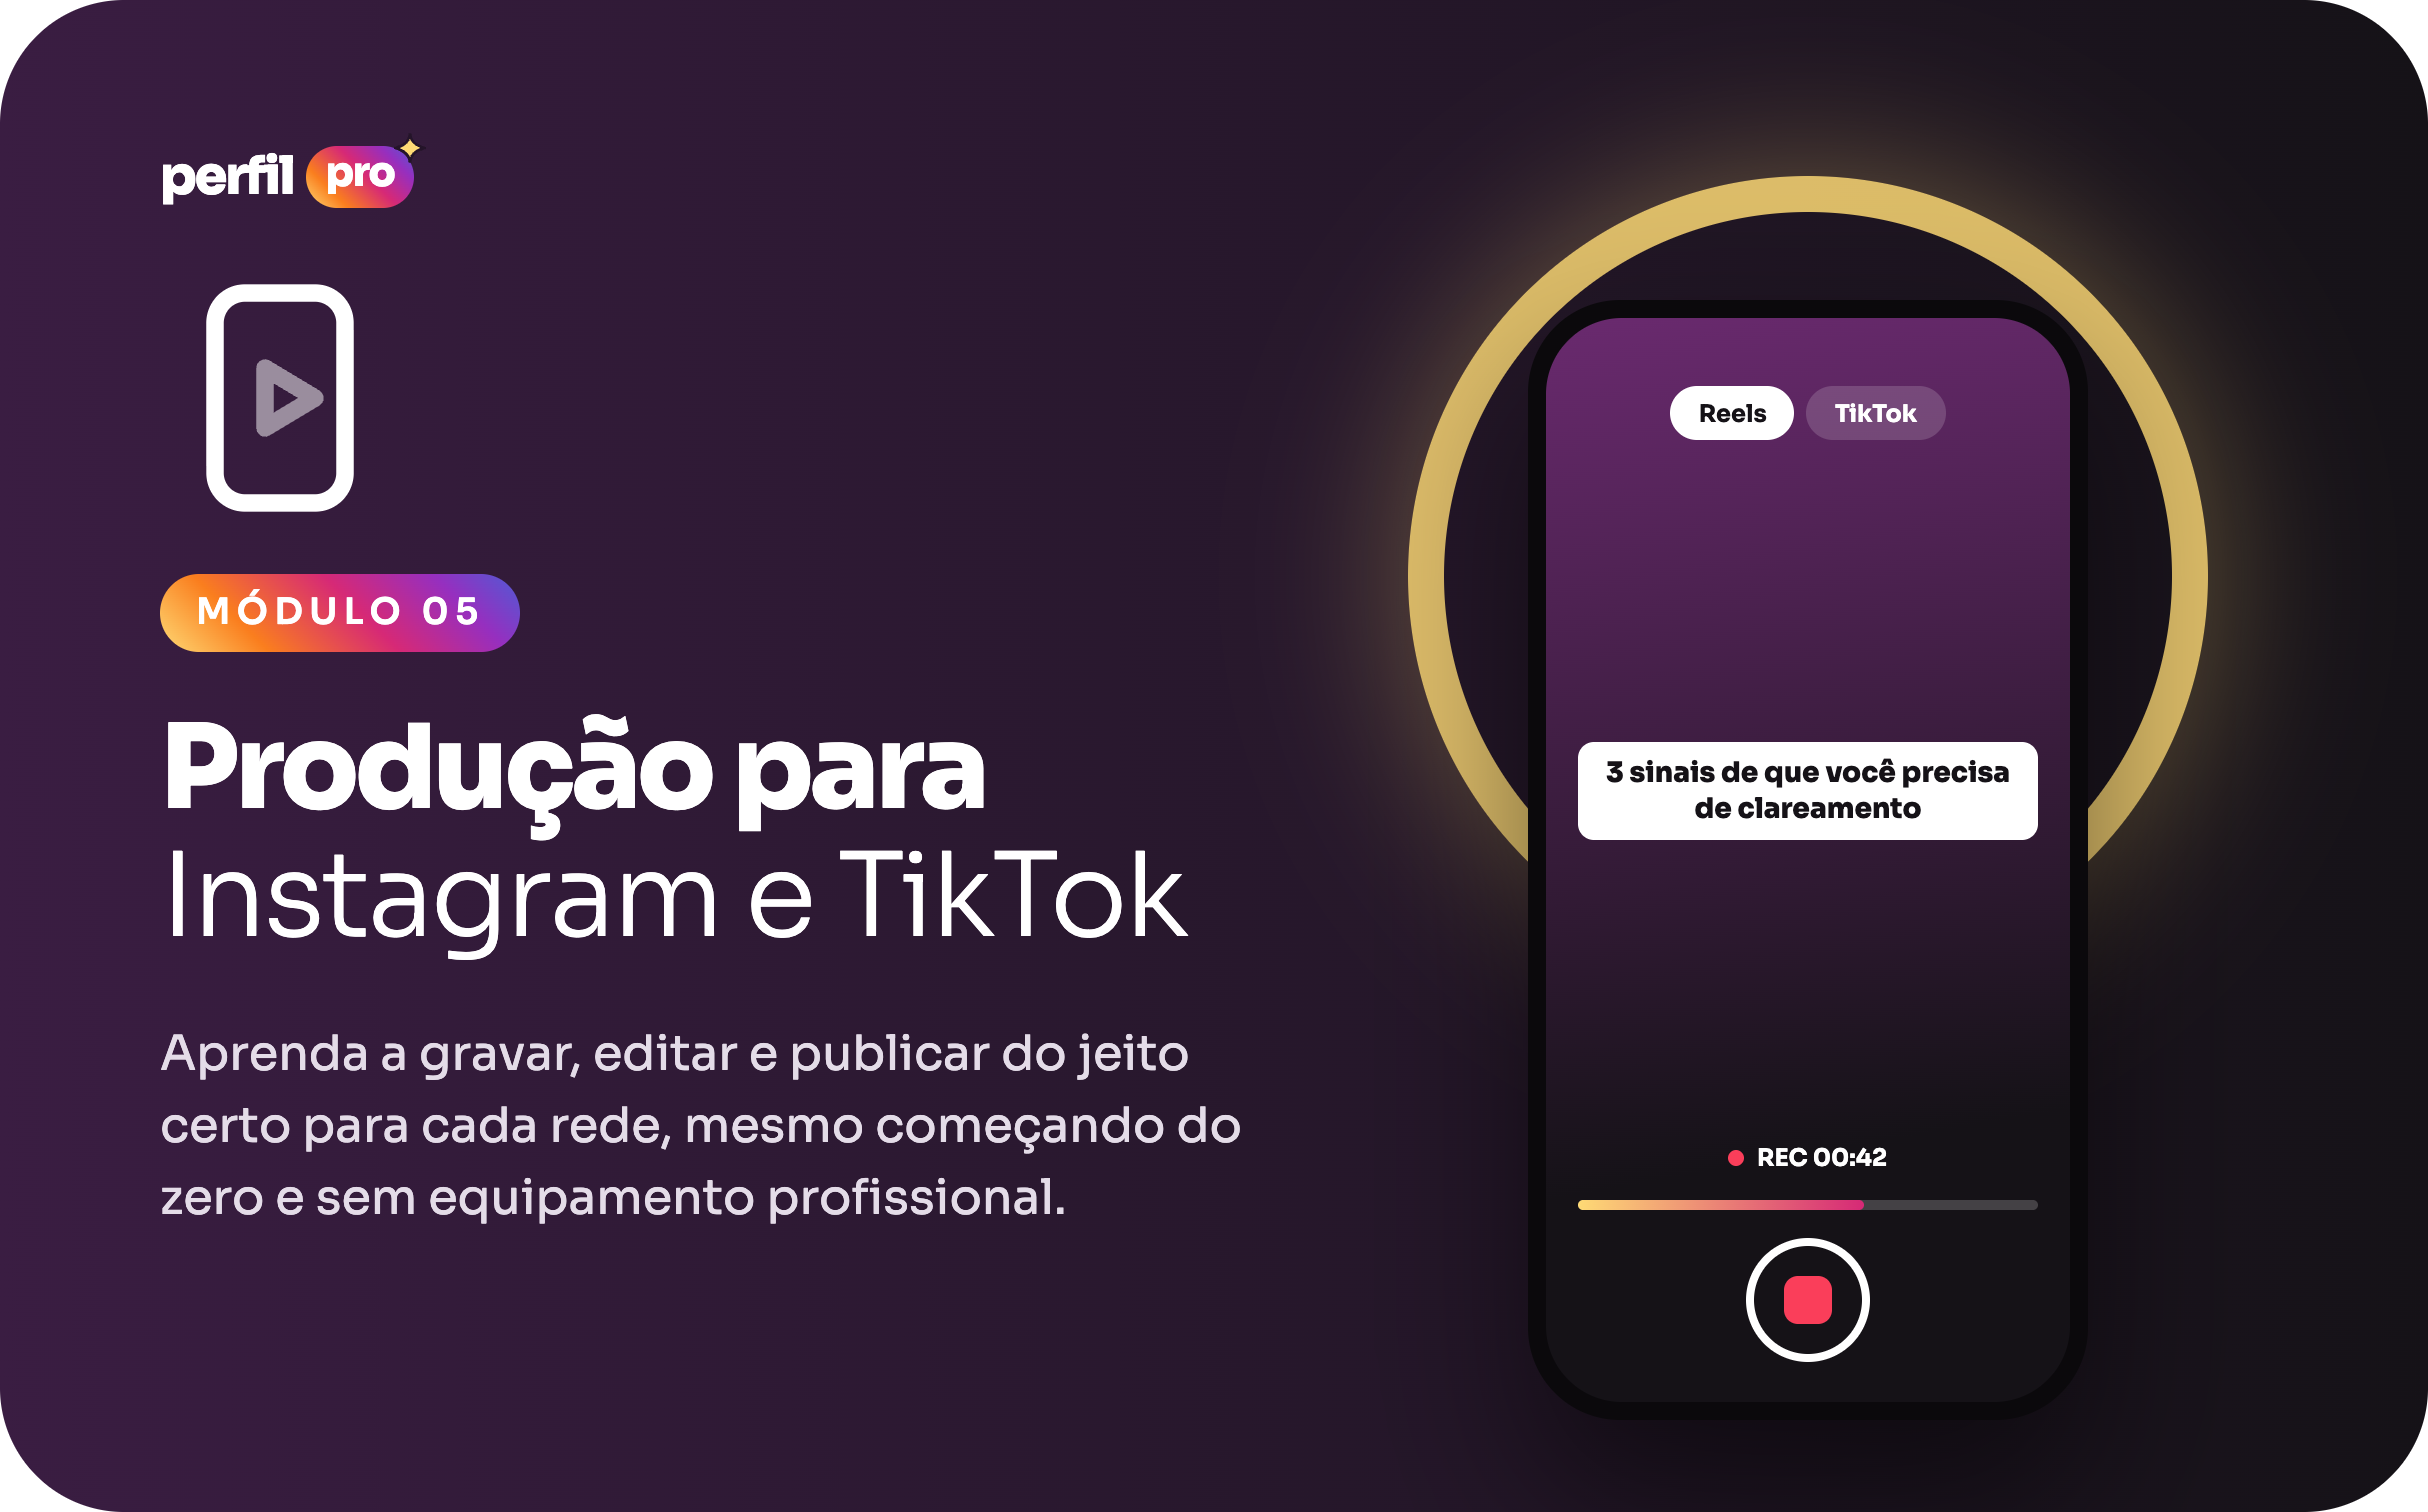 perfil pro
MÓDULO 05
Produção para
Instagram e TikTok
Aprenda a gravar, editar e publicar do jeito
certo para cada rede, mesmo começando do
zero e sem equipamento profissional.
Reels TikTok
3 sinais de que você precisa
de clareamento
REC 00:42